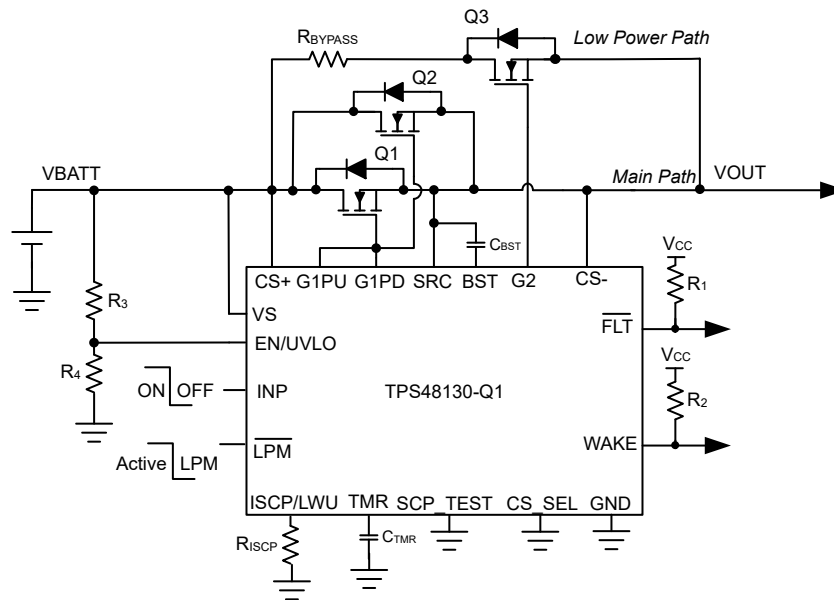 Q3
Low Power Path
RBYPASS
Q2
Q1
VBATT
Main Path
VOUT
CBST
VCC
CS+ G1PU G1PD SRC BST G2 CS-
R1
R3
VS
FLT
EN/UVLO
VCC
R4
ON OFF
INP
TPS48130-Q1
R2
Active LPM
LPM
WAKE
ISCP/LWU TMR SCP_TEST CS_SEL GND
RISCP
CTMR